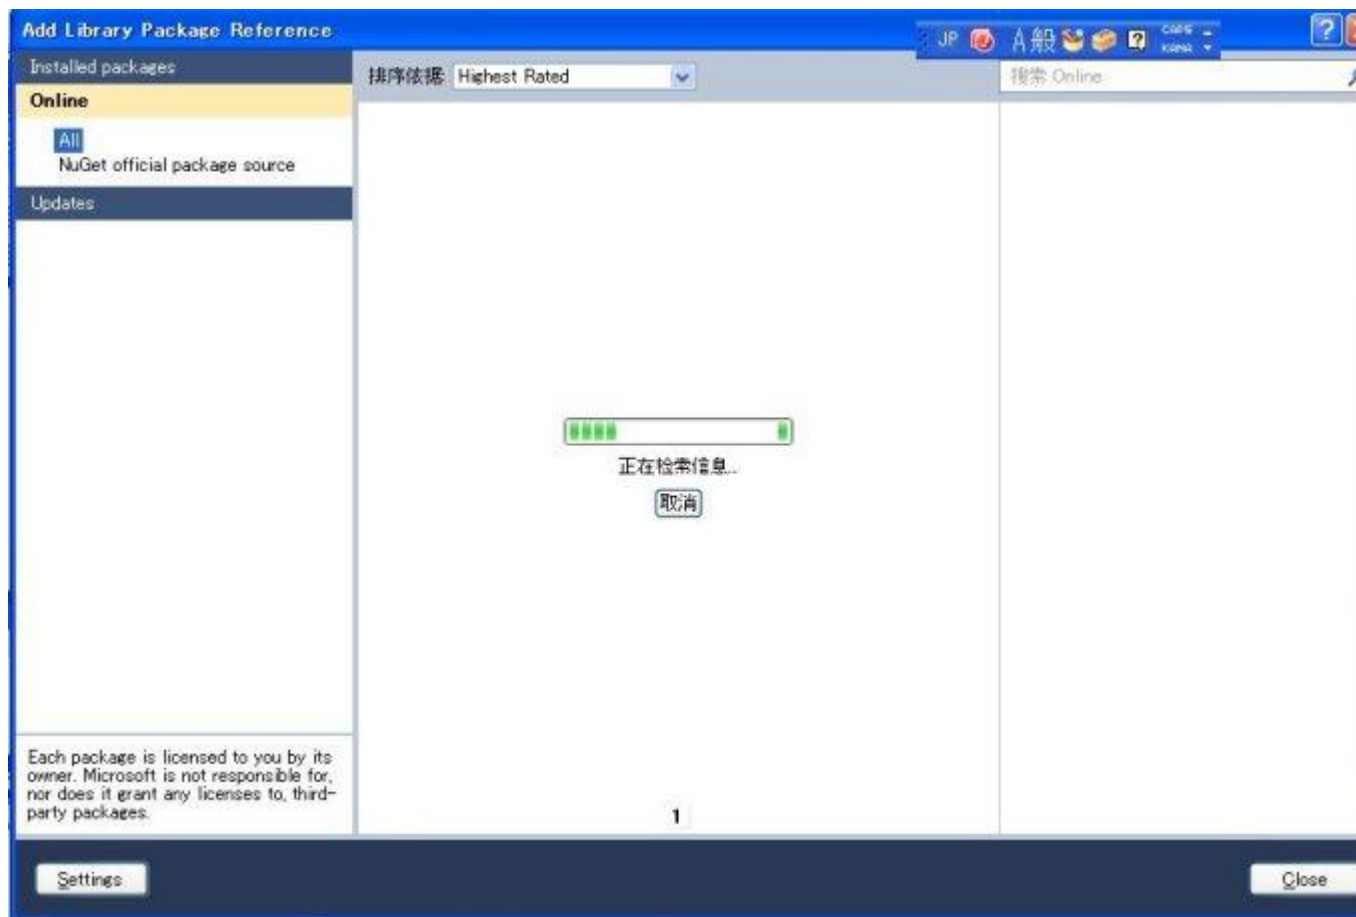 Add Library Package Reference
JP
A 般
CAPS
KANA
?
Installed packages
Online
All
NuGet official package source
Updates
排序依据: Highest Rated
搜索 Online
正在检索信息...
取消
Each package is licensed to you by its
owner. Microsoft is not responsible for,
nor does it grant any licenses to, third-
party packages.
1
Settings
Close